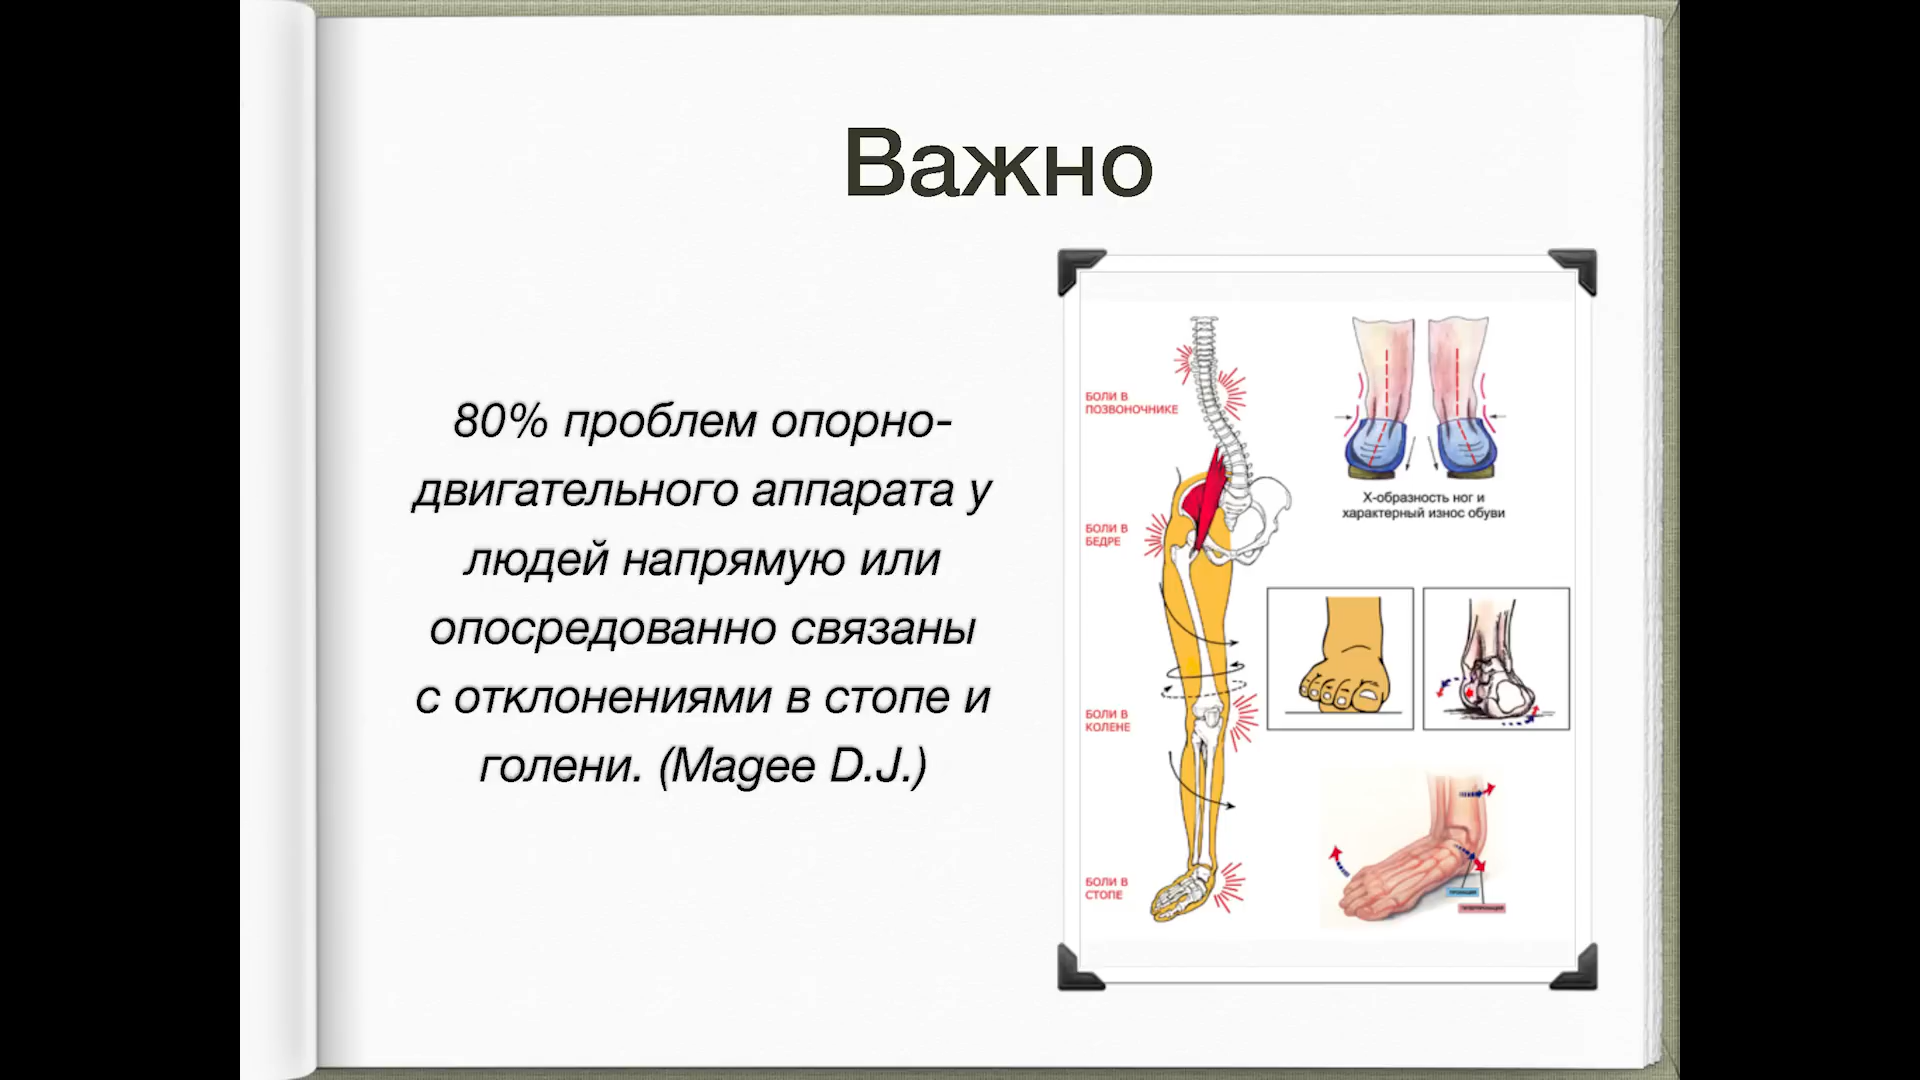 Важно
80% проблем опорно-
двигательного аппарата у
людей напрямую или
опосредованно связаны
с отклонениями в стопе и
голени. (Magee D.J.)
БОЛИ В
ПОЗВОНОЧНИКЕ
БОЛИ В
БЕДРЕ
БОЛИ В
КОЛЕНЕ
БОЛИ В
СТОПЕ
Х-образность ног и
характерный износ обуви